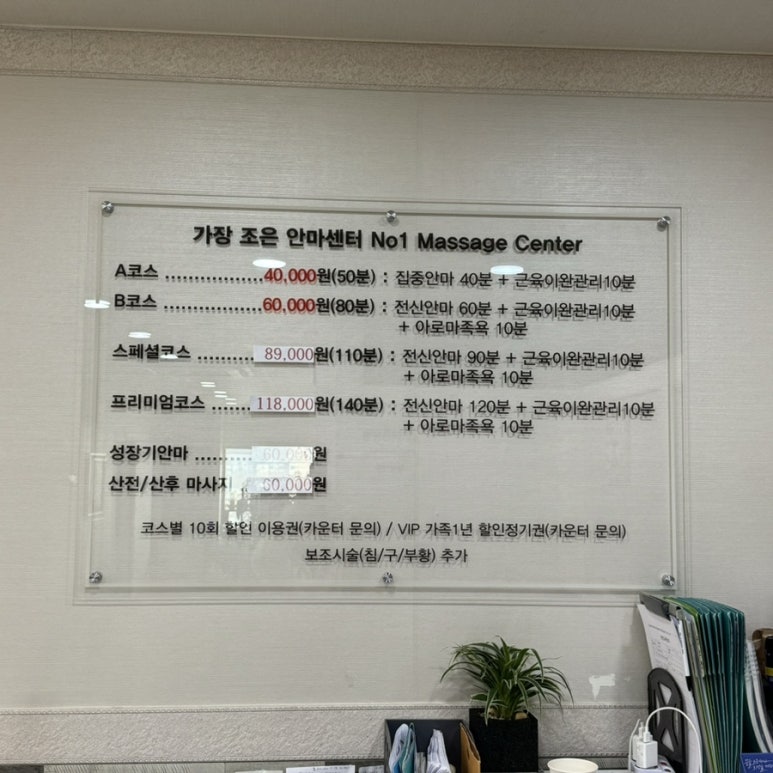 가장 조은 안마센터 No1 Massage Center
A코스 ..................40,000원(50분) : 집중안마 40분 + 근육이완관리10분
B코스 ..................60,000원(80분) : 전신안마 60분 + 근육이완관리10분
+ 아로마족욕 10분
스페셜코스 ..........89,000원(110분) : 전신안마 90분 + 근육이완관리10분
+ 아로마족욕 10분
프리미엄코스 .......118,000원(140분) : 전신안마 120분 + 근육이완관리10분
+ 아로마족욕 10분
성장기안마 .......... 60,000원
산전/산후 마사지 .. 60,000원
코스별 10회 할인 이용권(카운터 문의) / VIP 가족1년 할인정기권(카운터 문의)
보조시술(침/구/부황) 추가